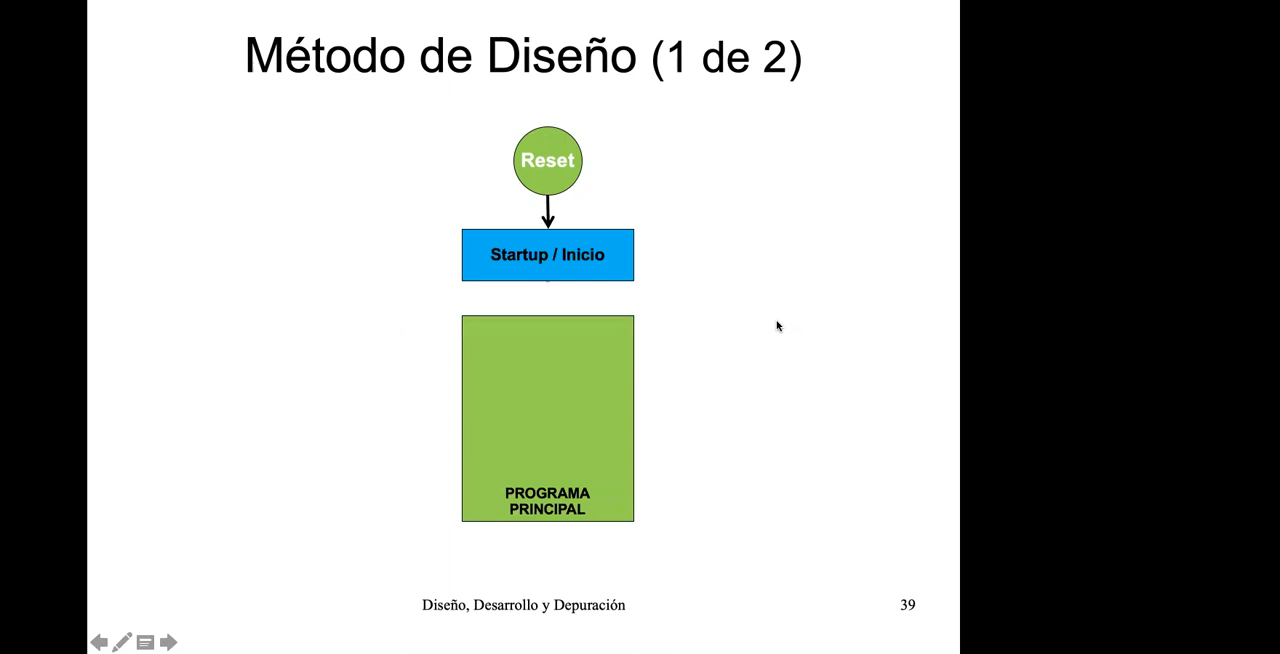 Método de Diseño (1 de 2)
Reset
Startup / Inicio
PROGRAMA
PRINCIPAL
Diseño, Desarrollo y Depuración
39